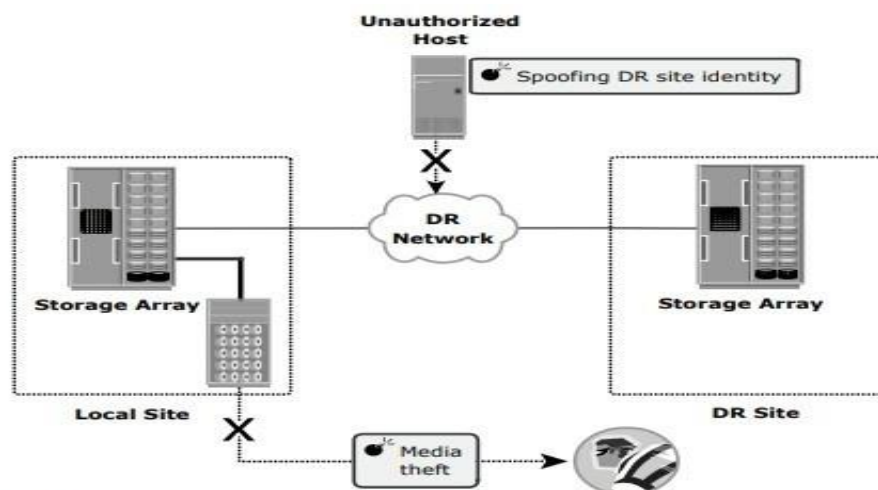 Unauthorized
Host
Spoofing DR site identity
DR
Network
Storage Array
Storage Array
Local Site
DR Site
Media
theft